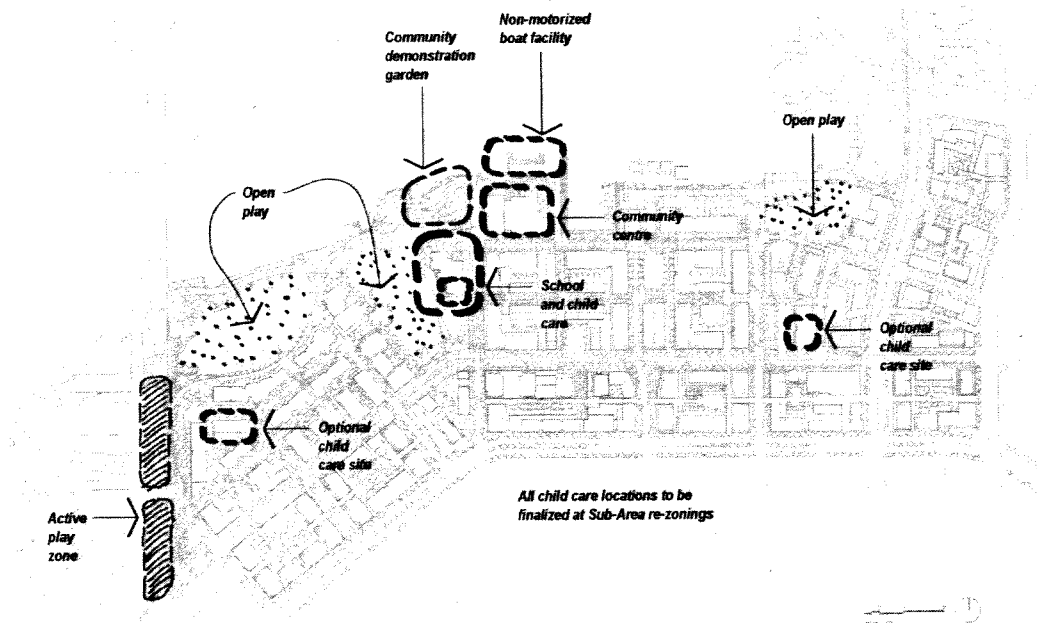 Non-motorized
boat facility
Community
demonstration
garden
Open play
Open
play
Community
centre
School
and child
care
Optional
child
care site
Optional
child
care site
All child care locations to be
finalized at Sub-Area re-zonings
Active
play
zone